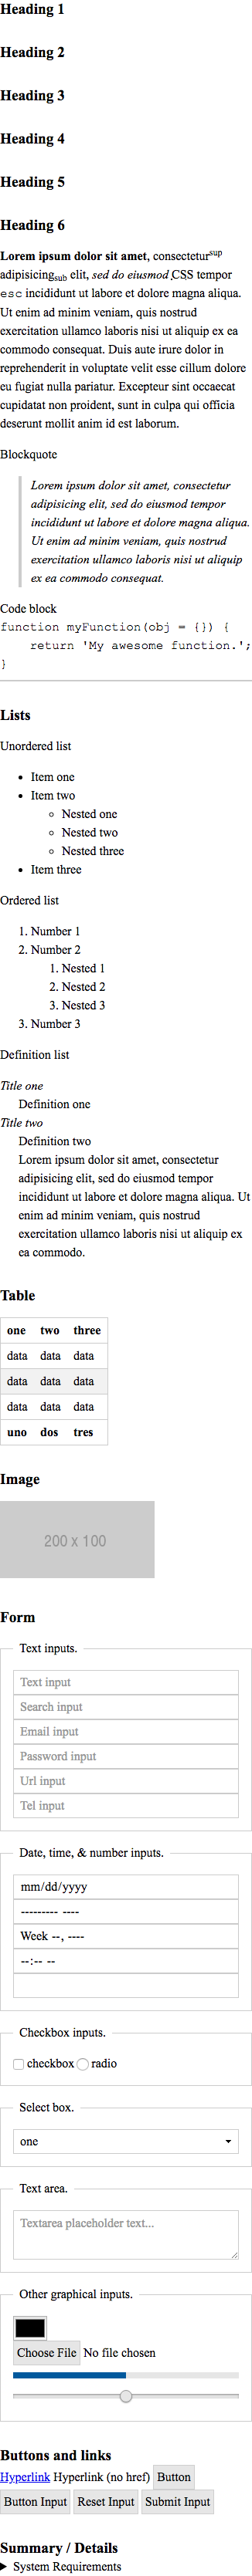 Heading 1
Heading 2
Heading 3
Heading 4
Heading 5
Heading 6
Lorem ipsum dolor sit amet, consectetursup
adipisicingsub elit, sed do eiusmod CSS tempor
esc incididunt ut labore et dolore magna aliqua.
Ut enim ad minim veniam, quis nostrud
exercitation ullamco laboris nisi ut aliquip ex ea
commodo consequat. Duis aute irure dolor in
reprehenderit in voluptate velit esse cillum dolore
eu fugiat nulla pariatur. Excepteur sint occaecat
cupidatat non proident, sunt in culpa qui officia
deserunt mollit anim id est laborum.
Blockquote
Lorem ipsum dolor sit amet, consectetur
adipisicing elit, sed do eiusmod tempor
incididunt ut labore et dolore magna aliqua.
Ut enim ad minim veniam, quis nostrud
exercitation ullamco laboris nisi ut aliquip
ex ea commodo consequat.
Code block
function myFunction(obj = {}) {
    return 'My awesome function.';
}
Lists
Unordered list
• Item one
• Item two
◦ Nested one
◦ Nested two
◦ Nested three
• Item three
Ordered list
1. Number 1
2. Number 2
1. Nested 1
2. Nested 2
3. Nested 3
3. Number 3
Definition list
Title one
Definition one
Title two
Definition two
Lorem ipsum dolor sit amet, consectetur
adipisicing elit, sed do eiusmod tempor
incididunt ut labore et dolore magna aliqua. Ut
enim ad minim veniam, quis nostrud
exercitation ullamco laboris nisi ut aliquip ex
ea commodo.
Table
one two three
data data data
data data data
data data data
uno dos tres
Image
200 x 100
Form
Text inputs.
Text input
Search input
Email input
Password input
Url input
Tel input
Date, time, & number inputs.
mm/dd/yyyy
--------- ----
Week --, ----
--:-- --
Checkbox inputs.
checkbox radio
Select box.
one
Text area.
Textarea placeholder text...
Other graphical inputs.
Choose File No file chosen
Buttons and links
Hyperlink Hyperlink (no href) Button
Button Input Reset Input Submit Input
Summary / Details
▶ System Requirements